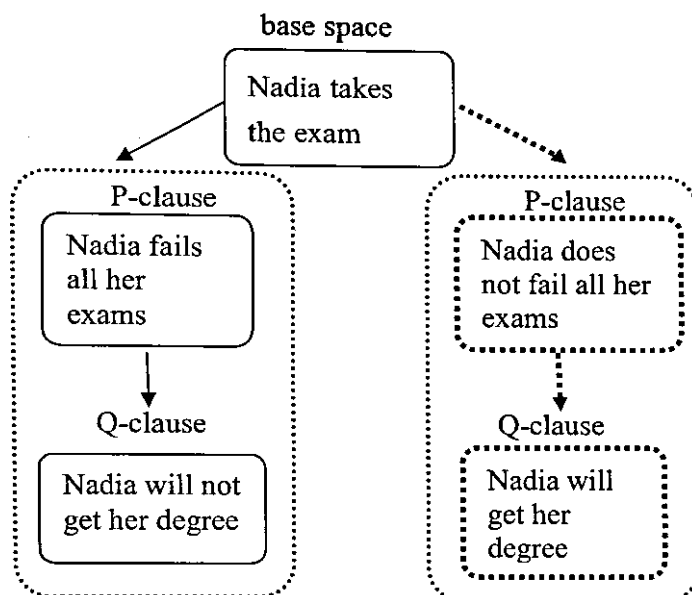 base space
Nadia takes
the exam
P-clause
Nadia fails
all her
exams
Q-clause
Nadia will not
get her degree
P-clause
Nadia does
not fail all her
exams
Q-clause
Nadia will
get her
degree